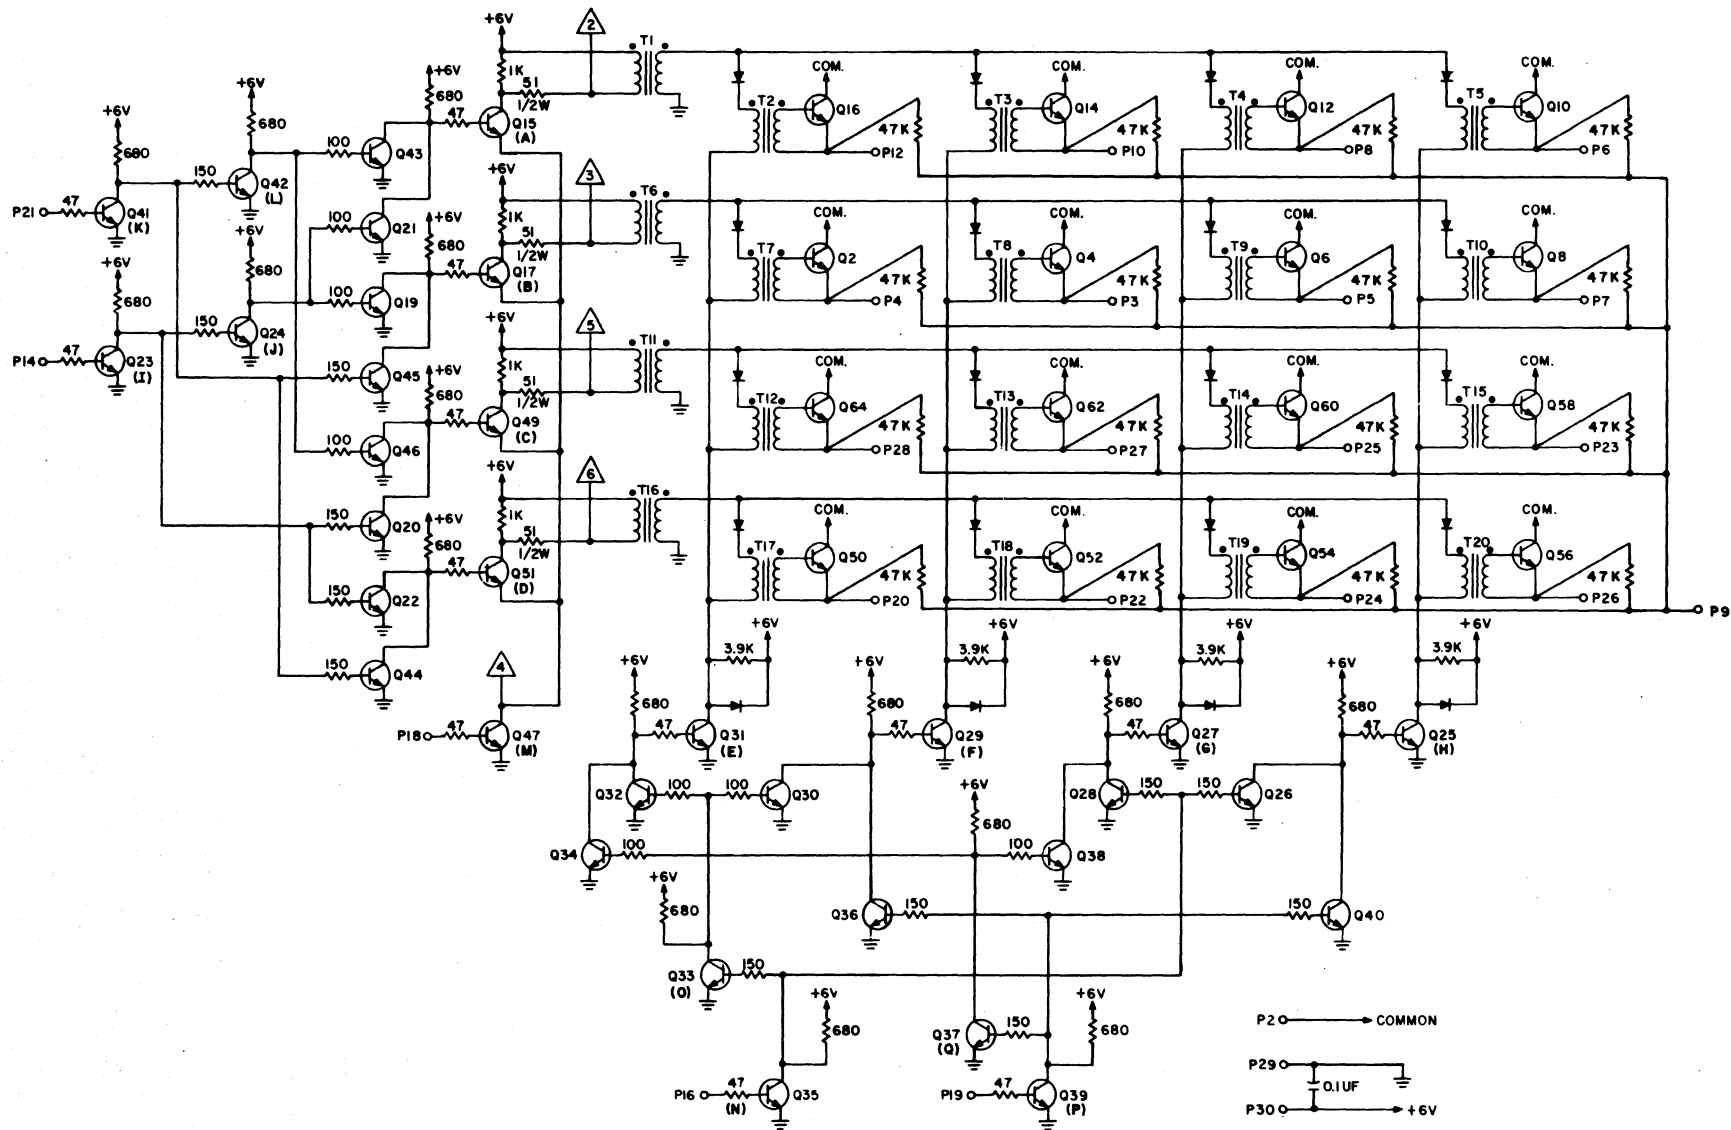 +6V
2
T1
+6V
+6V
1K
51
1/2W
680
47
Q15
(A)
COM.
COM.
COM.
COM.
T2
Q16
47K
P12
T3
Q14
47K
P10
T4
Q12
47K
P8
T5
Q10
47K
P6
+6V
680
680
100
Q43
150
Q42
(L)
P21
47
Q41
(K)
+6V
3
T6
1K
51
1/2W
100
Q21
+6V
680
47
Q17
(B)
COM.
COM.
COM.
COM.
T7
Q2
47K
P4
T8
Q4
47K
P3
T9
Q6
47K
P5
T10
Q8
47K
P7
+6V
+6V
680
680
100
Q19
150
Q24
(J)
P14
47
Q23
(I)
+6V
5
T11
1K
51
1/2W
150
Q45
+6V
680
47
Q49
(C)
COM.
COM.
COM.
COM.
T12
Q64
47K
P28
T13
Q62
47K
P27
T14
Q60
47K
P25
T15
Q58
47K
P23
100
Q46
+6V
6
T16
1K
51
1/2W
150
Q20
+6V
680
47
Q51
(D)
COM.
COM.
COM.
COM.
T17
Q50
47K
P20
T18
Q52
47K
P22
T19
Q54
47K
P24
T20
Q56
47K
P26
P9
150
Q22
150
Q44
4
P18
47
Q47
(M)
+6V
+6V
+6V
+6V
3.9K
3.9K
3.9K
3.9K
+6V
+6V
+6V
+6V
680
680
680
680
47
Q31
(E)
47
Q29
(F)
47
Q27
(G)
47
Q25
(H)
Q32
100
100
Q30
+6V
680
Q28
150
150
Q26
Q34
100
100
Q38
+6V
680
Q36
150
150
Q40
Q33
(O)
150
+6V
680
+6V
680
Q37
(Q)
150
P16
47
(N)
Q35
P19
47
Q39
(P)
P2
COMMON
P29
0.1UF
P30
+6V